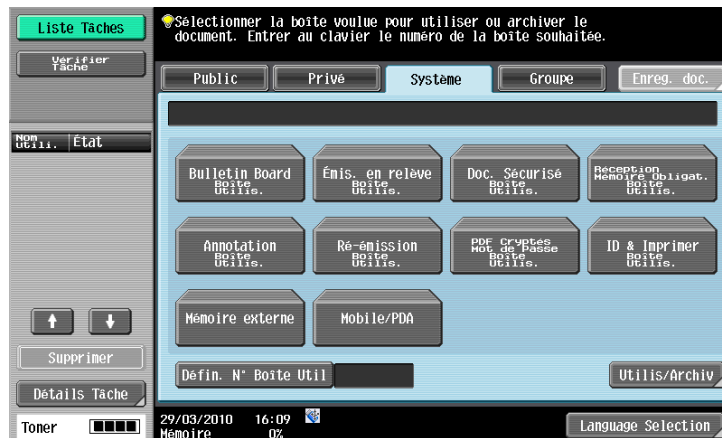 Liste Tâches
Vérifier
Tâche
Sélectionner la boîte voulue pour utiliser ou archiver le
document. Entrer au clavier le numéro de la boîte souhaitée.
Public
Privé
Système
Groupe
Enreg. doc.
Nom
Utili.
État
Bulletin Board
Boîte
Utilis.
Émis. en relève
Boîte
Utilis.
Doc. Sécurisé
Boîte
Utilis.
Réception
Mémoire Obligat.
Boîte
Utilis.
Annotation
Boîte
Utilis.
Ré-émission
Boîte
Utilis.
PDF Cryptés
Mot de Passe
Boîte
Utilis.
ID & Imprimer
Boîte
Utilis.
Mémoire externe
Mobile/PDA
Supprimer
Défin. N° Boîte Util
Utilis/Archiv
Détails Tâche
Toner
29/03/2010 16:09
Mémoire 0%
Language Selection